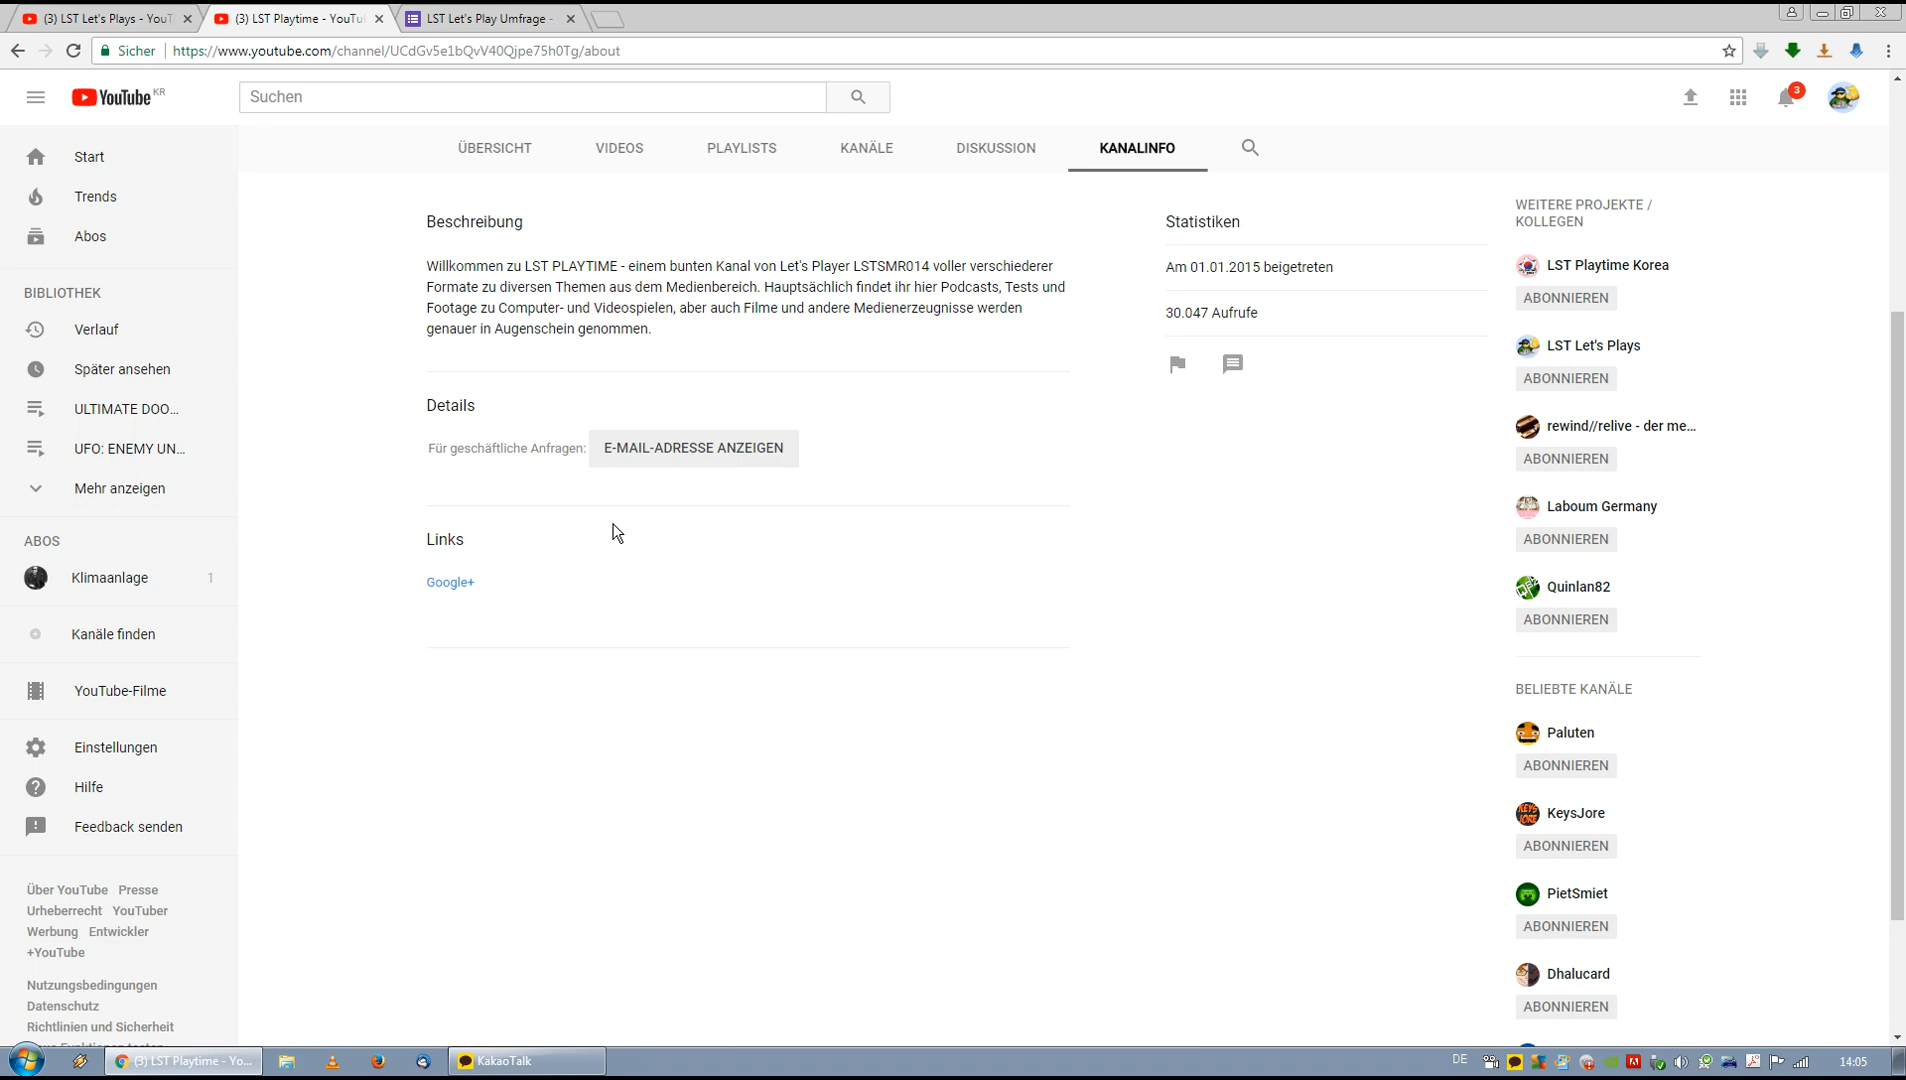 (3) LST Let's Plays - YouT
(3) LST Playtime - YouTu
LST Let's Play Umfrage -
Sicher
https://www.youtube.com/channel/UCdGv5e1bQvV40Qjpe75h0Tg/about
YouTube KR
Suchen
3
ÜBERSICHT
VIDEOS
PLAYLISTS
KANÄLE
DISKUSSION
KANALINFO
Start
Trends
Abos
BIBLIOTHEK
Verlauf
Später ansehen
ULTIMATE DOO...
UFO: ENEMY UN...
Mehr anzeigen
ABOS
Klimaanlage 1
Kanäle finden
YouTube-Filme
Einstellungen
Hilfe
Feedback senden
Über YouTube Presse
Urheberrecht YouTuber
Werbung Entwickler
+YouTube
Nutzungsbedingungen
Datenschutz
Richtlinien und Sicherheit
Beschreibung
Willkommen zu LST PLAYTIME - einem bunten Kanal von Let's Player LSTSMR014 voller verschiederer
Formate zu diversen Themen aus dem Medienbereich. Hauptsächlich findet ihr hier Podcasts, Tests und
Footage zu Computer- und Videospielen, aber auch Filme und andere Medienerzeugnisse werden
genauer in Augenschein genommen.
Details
Für geschäftliche Anfragen: E-MAIL-ADRESSE ANZEIGEN
Links
Google+
Statistiken
Am 01.01.2015 beigetreten
30.047 Aufrufe
WEITERE PROJEKTE /
KOLLEGEN
LST Playtime Korea
ABONNIEREN
LST Let's Plays
ABONNIEREN
rewind//relive - der me...
ABONNIEREN
Laboum Germany
ABONNIEREN
Quinlan82
ABONNIEREN
BELIEBTE KANÄLE
Paluten
ABONNIEREN
KeysJore
ABONNIEREN
PietSmiet
ABONNIEREN
Dhalucard
ABONNIEREN
(3) LST Playtime - Yo...
KakaoTalk
DE
14:05